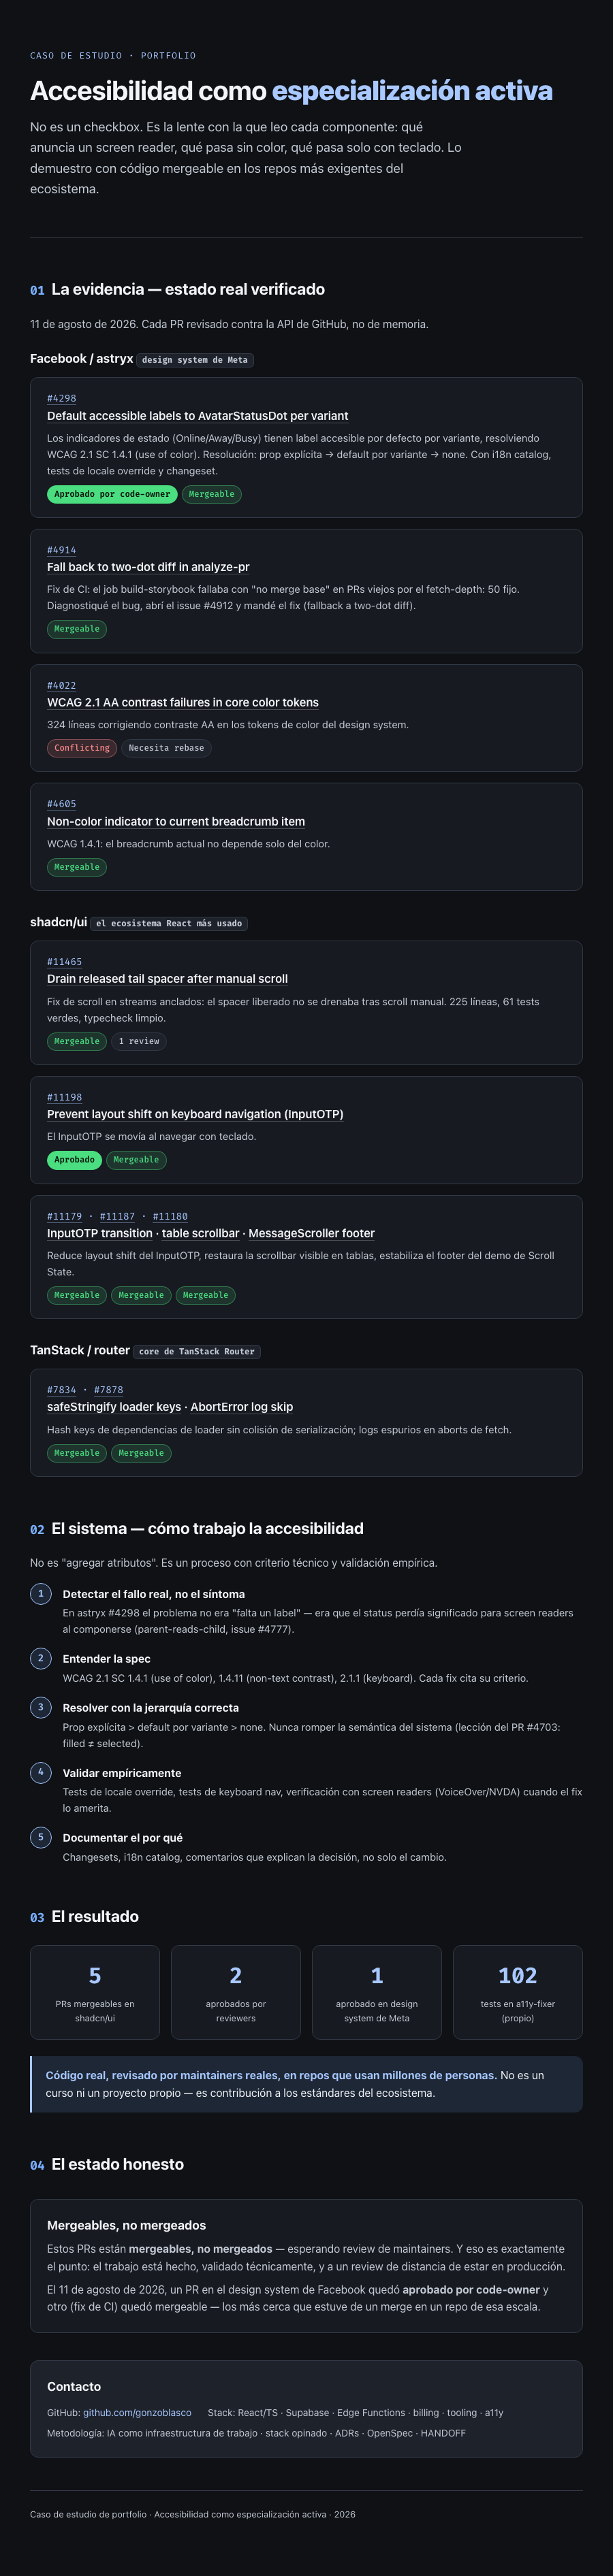 CASO DE ESTUDIO · PORTFOLIO
Accesibilidad como especialización activa
No es un checkbox. Es la lente con la que leo cada componente: qué
anuncia un screen reader, qué pasa sin color, qué pasa solo con teclado. Lo
demuestro con código mergeable en los repos más exigentes del
ecosistema.
01 La evidencia — estado real verificado
11 de agosto de 2026. Cada PR revisado contra la API de GitHub, no de memoria.
Facebook / astryx design system de Meta
#4298
Default accessible labels to AvatarStatusDot per variant
Los indicadores de estado (Online/Away/Busy) tienen label accesible por defecto por variante, resolviendo
WCAG 2.1 SC 1.4.1 (use of color). Resolución: prop explícita → default por variante → none. Con i18n catalog,
tests de locale override y changeset.
Aprobado por code-owner Mergeable
#4914
Fall back to two-dot diff in analyze-pr
Fix de CI: el job build-storybook fallaba con "no merge base" en PRs viejos por el fetch-depth: 50 fijo.
Diagnostiqué el bug, abrí el issue #4912 y mandé el fix (fallback a two-dot diff).
Mergeable
#4022
WCAG 2.1 AA contrast failures in core color tokens
324 líneas corrigiendo contraste AA en los tokens de color del design system.
Conflicting Necesita rebase
#4605
Non-color indicator to current breadcrumb item
WCAG 1.4.1: el breadcrumb actual no depende solo del color.
Mergeable
shadcn/ui el ecosistema React más usado
#11465
Drain released tail spacer after manual scroll
Fix de scroll en streams anclados: el spacer liberado no se drenaba tras scroll manual. 225 líneas, 61 tests
verdes, typecheck limpio.
Mergeable 1 review
#11198
Prevent layout shift on keyboard navigation (InputOTP)
El InputOTP se movía al navegar con teclado.
Aprobado Mergeable
#11179 · #11187 · #11180
InputOTP transition · table scrollbar · MessageScroller footer
Reduce layout shift del InputOTP, restaura la scrollbar visible en tablas, estabiliza el footer del demo de Scroll
State.
Mergeable Mergeable Mergeable
TanStack / router core de TanStack Router
#7834 · #7878
safeStringify loader keys · AbortError log skip
Hash keys de dependencias de loader sin colisión de serialización; logs espurios en aborts de fetch.
Mergeable Mergeable
02 El sistema — cómo trabajo la accesibilidad
No es "agregar atributos". Es un proceso con criterio técnico y validación empírica.
1 Detectar el fallo real, no el síntoma
En astryx #4298 el problema no era "falta un label" — era que el status perdía significado para screen readers
al componerse (parent-reads-child, issue #4777).
2 Entender la spec
WCAG 2.1 SC 1.4.1 (use of color), 1.4.11 (non-text contrast), 2.1.1 (keyboard). Cada fix cita su criterio.
3 Resolver con la jerarquía correcta
Prop explícita > default por variante > none. Nunca romper la semántica del sistema (lección del PR #4703:
filled ≠ selected).
4 Validar empíricamente
Tests de locale override, tests de keyboard nav, verificación con screen readers (VoiceOver/NVDA) cuando el fix
lo amerita.
5 Documentar el por qué
Changesets, i18n catalog, comentarios que explican la decisión, no solo el cambio.
03 El resultado
5
PRs mergeables en
shadcn/ui
2
aprobados por
reviewers
1
aprobado en design
system de Meta
102
tests en a11y-fixer
(propio)
Código real, revisado por maintainers reales, en repos que usan millones de personas. No es un
curso ni un proyecto propio — es contribución a los estándares del ecosistema.
04 El estado honesto
Mergeables, no mergeados
Estos PRs están mergeables, no mergeados — esperando review de maintainers. Y eso es exactamente
el punto: el trabajo está hecho, validado técnicamente, y a un review de distancia de estar en producción.
El 11 de agosto de 2026, un PR en el design system de Facebook quedó aprobado por code-owner y
otro (fix de CI) quedó mergeable — los más cerca que estuve de un merge en un repo de esa escala.
Contacto
GitHub: github.com/gonzoblasco Stack: React/TS · Supabase · Edge Functions · billing · tooling · a11y
Metodología: IA como infraestructura de trabajo · stack opinado · ADRs · OpenSpec · HANDOFF
Caso de estudio de portfolio · Accesibilidad como especialización activa · 2026